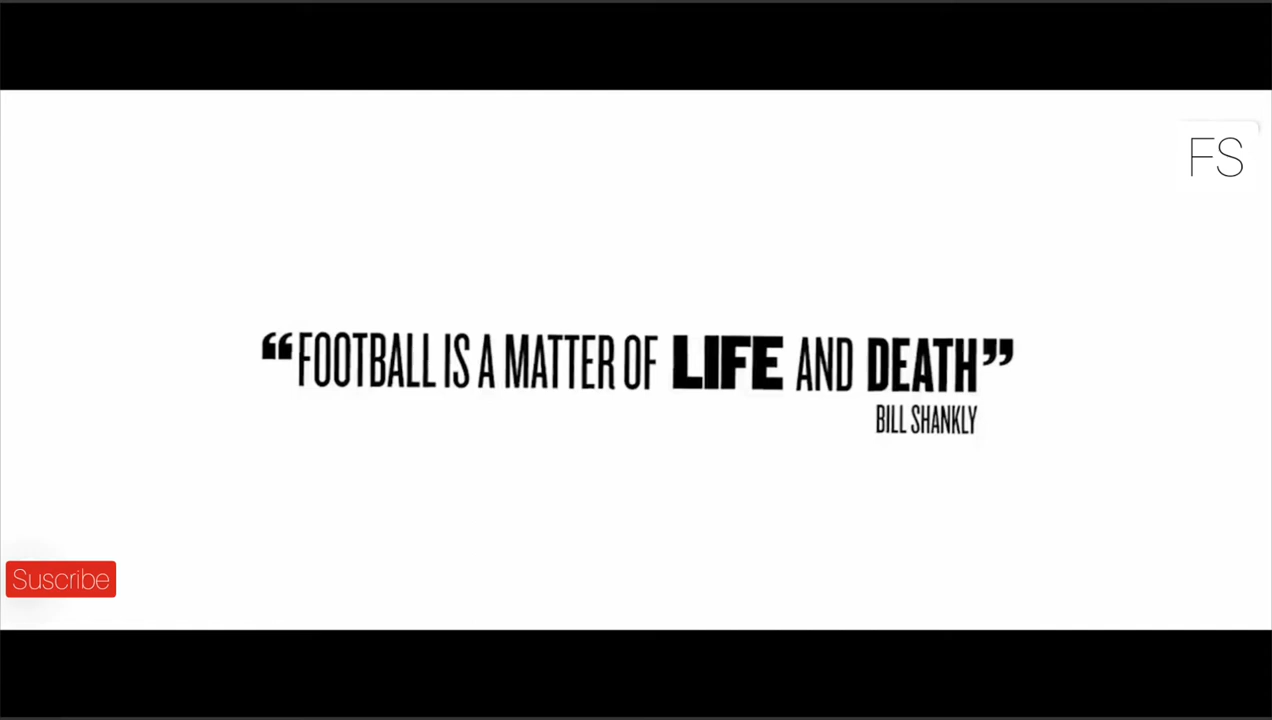 FS
“FOOTBALL IS A MATTER OF LIFE AND DEATH”
BILL SHANKLY
Suscribe